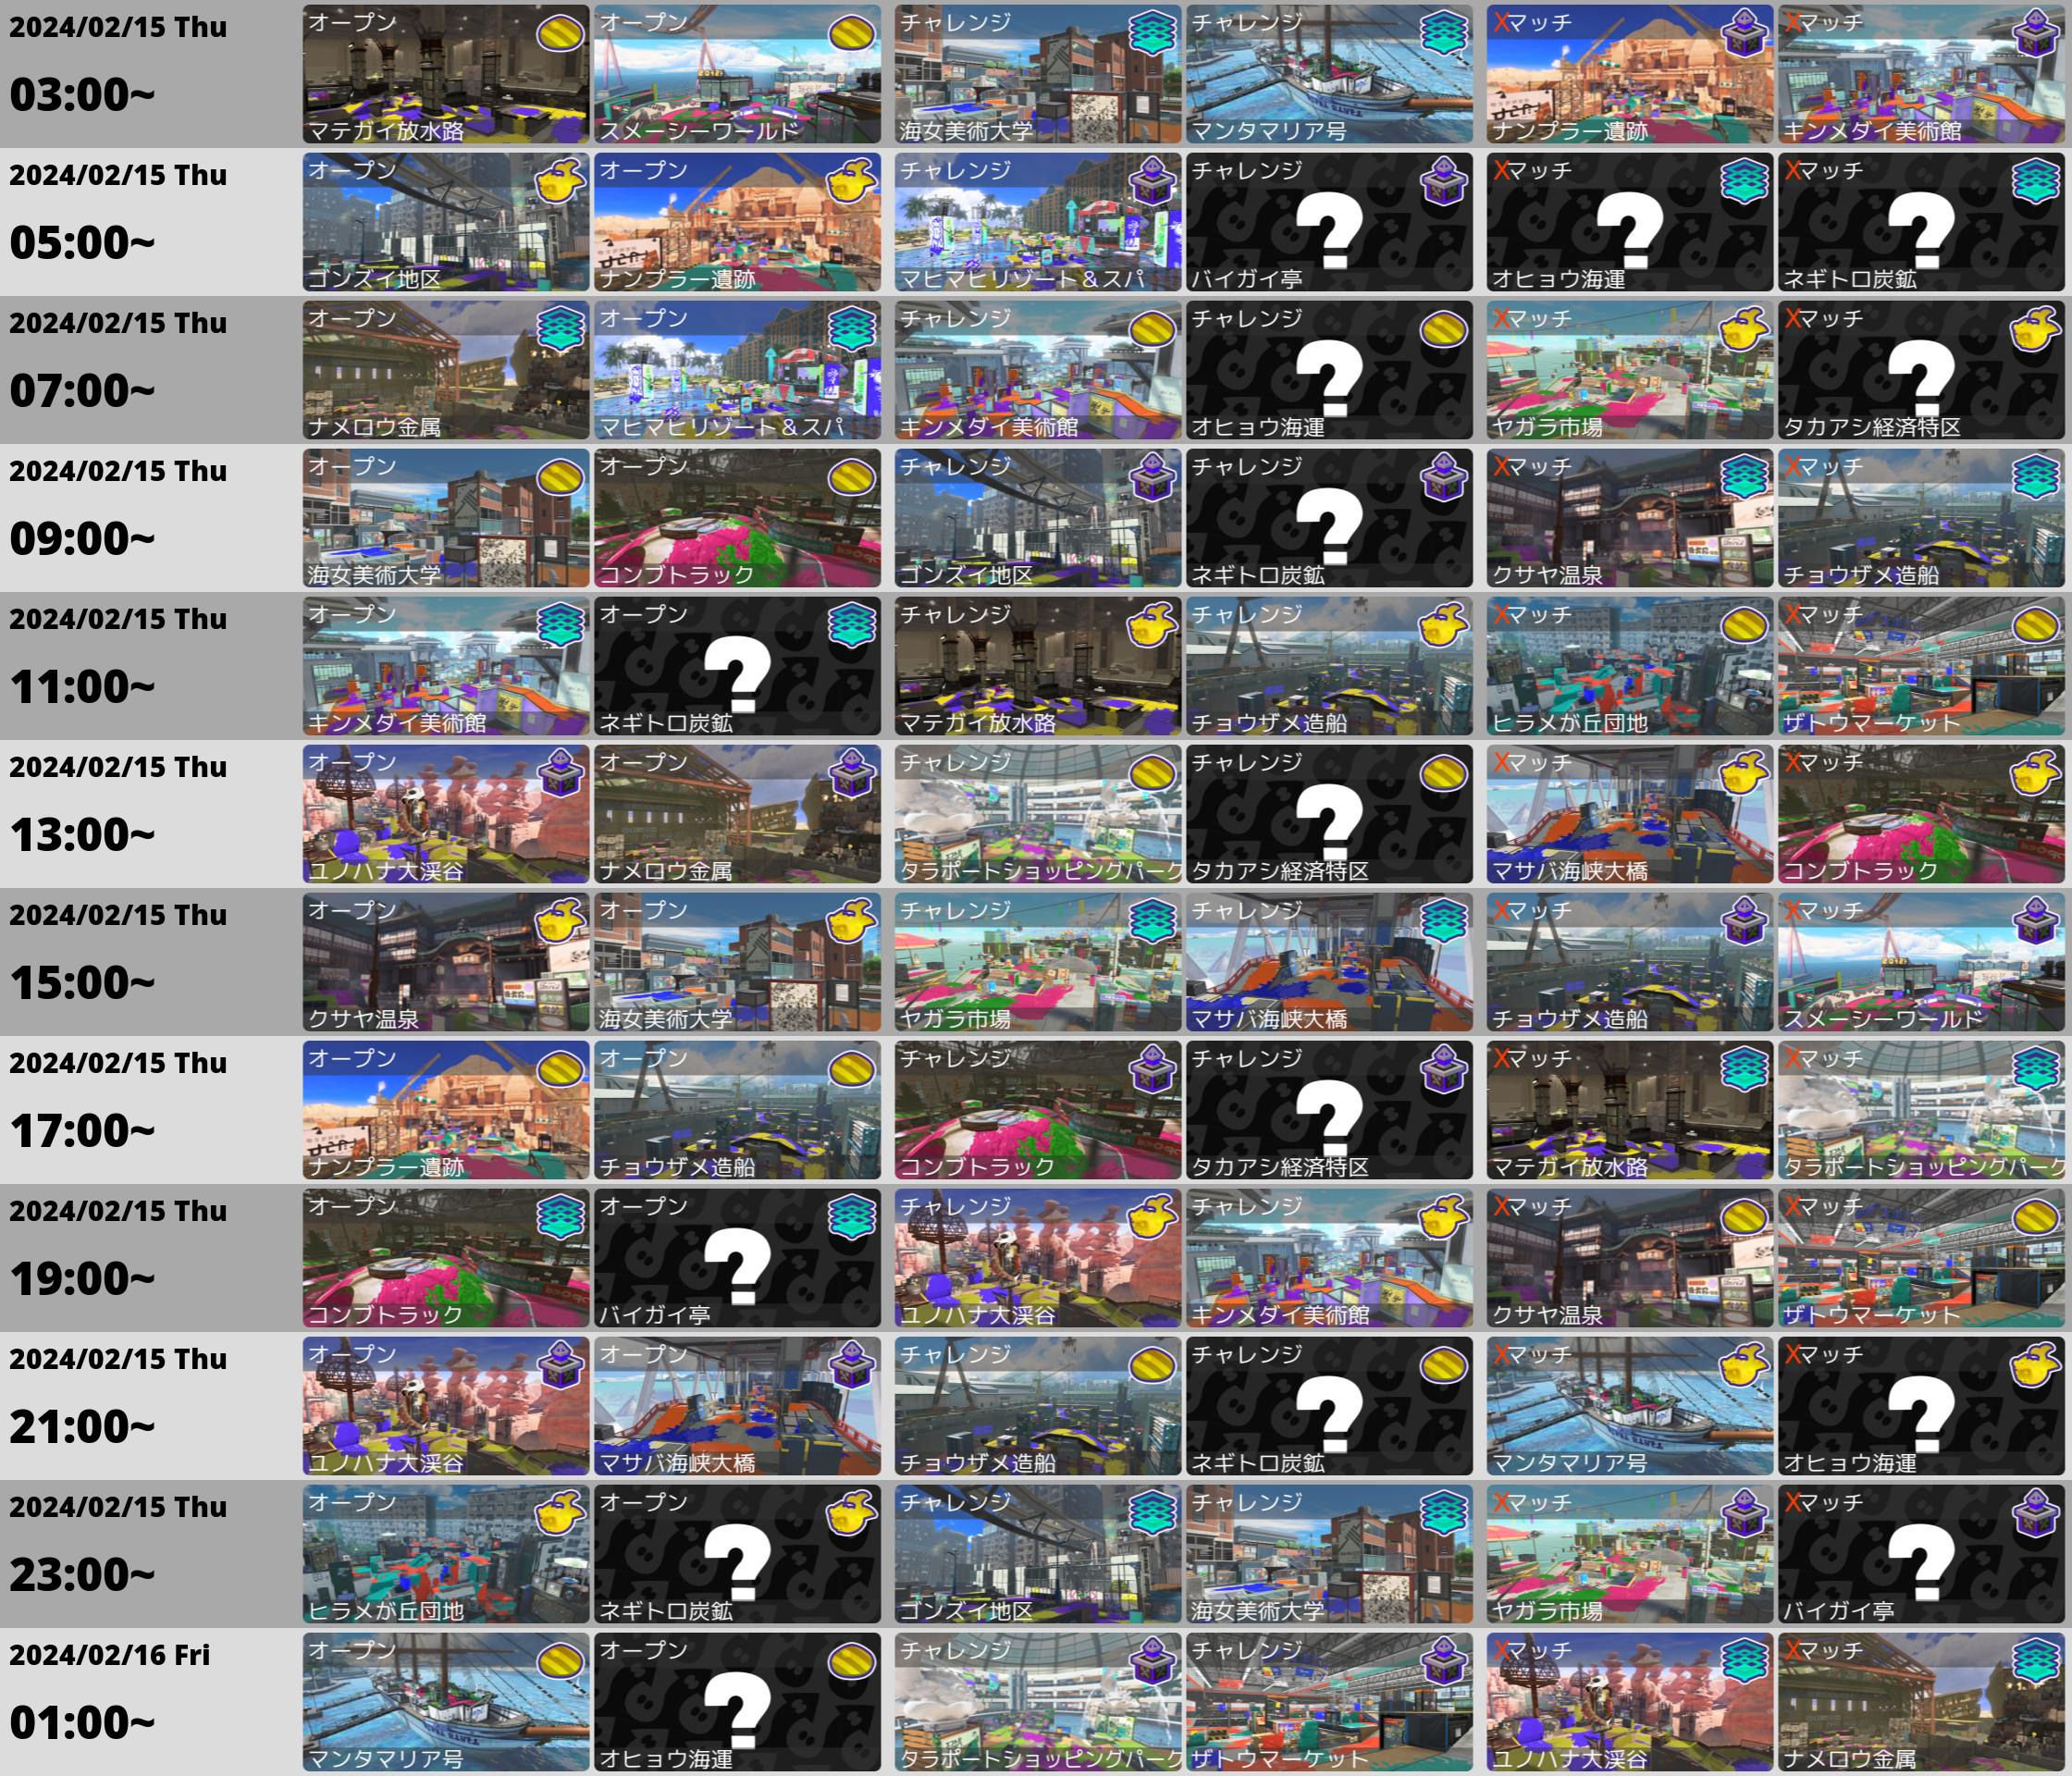 2024/02/15 Thu
03:00~
オープン
マテガイ放水路
オープン
スメーシーワールド
チャレンジ
海女美術大学
チャレンジ
マンタマリア号
Xマッチ
ナンプラー遺跡
Xマッチ
キンメダイ美術館
2024/02/15 Thu
05:00~
オープン
ゴンズイ地区
オープン
ナンプラー遺跡
チャレンジ
マヒマヒリゾート＆スパ
チャレンジ
?
バイガイ亭
Xマッチ
?
オヒョウ海運
Xマッチ
?
ネギトロ炭鉱
2024/02/15 Thu
07:00~
オープン
ナメロウ金属
オープン
マヒマヒリゾート＆スパ
チャレンジ
キンメダイ美術館
チャレンジ
?
オヒョウ海運
Xマッチ
ヤガラ市場
Xマッチ
?
タカアシ経済特区
2024/02/15 Thu
09:00~
オープン
海女美術大学
オープン
コンブトラック
チャレンジ
ゴンズイ地区
チャレンジ
?
ネギトロ炭鉱
Xマッチ
クサヤ温泉
Xマッチ
チョウザメ造船
2024/02/15 Thu
11:00~
オープン
キンメダイ美術館
オープン
?
ネギトロ炭鉱
チャレンジ
マテガイ放水路
チャレンジ
チョウザメ造船
Xマッチ
ヒラメが丘団地
Xマッチ
ザトウマーケット
2024/02/15 Thu
13:00~
オープン
ユノハナ大渓谷
オープン
ナメロウ金属
チャレンジ
タラポートショッピングパーク
チャレンジ
?
タカアシ経済特区
Xマッチ
マサバ海峡大橋
Xマッチ
コンブトラック
2024/02/15 Thu
15:00~
オープン
クサヤ温泉
オープン
海女美術大学
チャレンジ
ヤガラ市場
チャレンジ
マサバ海峡大橋
Xマッチ
チョウザメ造船
Xマッチ
スメーシーワールド
2024/02/15 Thu
17:00~
オープン
ナンプラー遺跡
オープン
チョウザメ造船
チャレンジ
コンブトラック
チャレンジ
?
タカアシ経済特区
Xマッチ
マテガイ放水路
Xマッチ
タラポートショッピングパーク
2024/02/15 Thu
19:00~
オープン
コンブトラック
オープン
?
バイガイ亭
チャレンジ
ユノハナ大渓谷
チャレンジ
キンメダイ美術館
Xマッチ
クサヤ温泉
Xマッチ
ザトウマーケット
2024/02/15 Thu
21:00~
オープン
ユノハナ大渓谷
オープン
マサバ海峡大橋
チャレンジ
チョウザメ造船
チャレンジ
?
ネギトロ炭鉱
Xマッチ
マンタマリア号
Xマッチ
?
オヒョウ海運
2024/02/15 Thu
23:00~
オープン
ヒラメが丘団地
オープン
?
ネギトロ炭鉱
チャレンジ
ゴンズイ地区
チャレンジ
海女美術大学
Xマッチ
ヤガラ市場
Xマッチ
?
バイガイ亭
2024/02/16 Fri
01:00~
オープン
マンタマリア号
オープン
?
オヒョウ海運
チャレンジ
タラポートショッピングパーク
チャレンジ
ザトウマーケット
Xマッチ
ユノハナ大渓谷
Xマッチ
ナメロウ金属